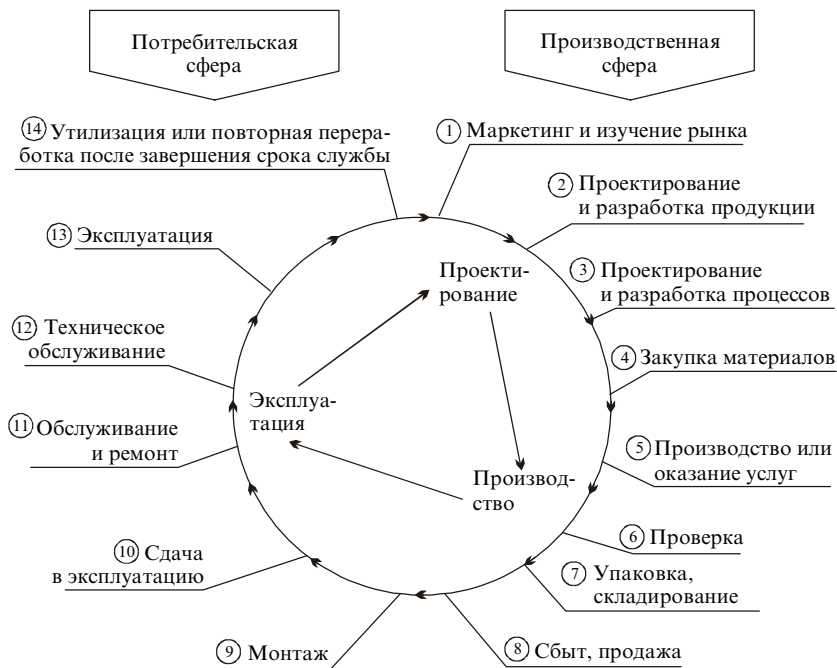 Потребительская
сфера
Производственная
сфера
1 Маркетинг и изучение рынка
2 Проектирование
и разработка продукции
3 Проектирование
и разработка процессов
4 Закупка материалов
5 Производство или
оказание услуг
6 Проверка
7 Упаковка,
складирование
8 Сбыт, продажа
9 Монтаж
10 Сдача
в эксплуатацию
11 Обслуживание
и ремонт
12 Техническое
обслуживание
13 Эксплуатация
14 Утилизация или повторная перера-
ботка после завершения срока службы
Проекти-
рование
Производ-
ство
Эксплуа-
тация